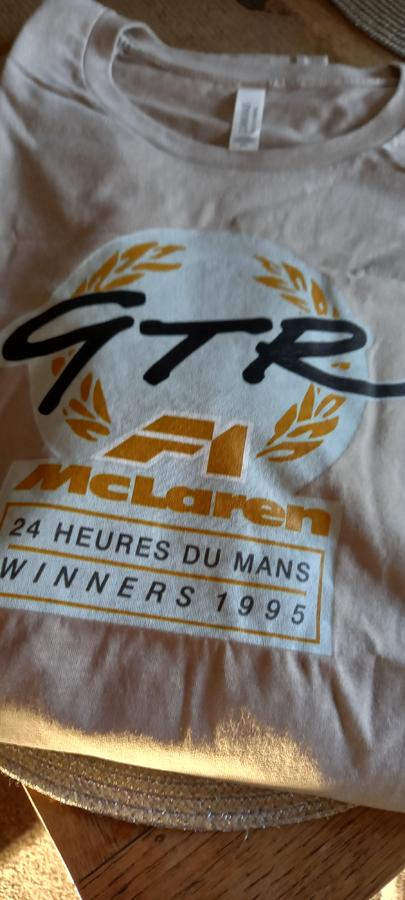 GTR
F1
McLaren
24 HEURES DU MANS
WINNERS 1995